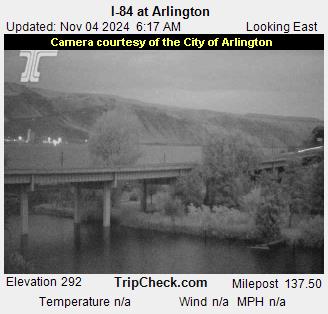 I-84 at Arlington
Updated: Nov 04 2024 6:17 AM Looking East
Camera courtesy of the City of Arlington
Elevation 292 TripCheck.com Milepost 137.50
Temperature n/a Wind n/a MPH n/a